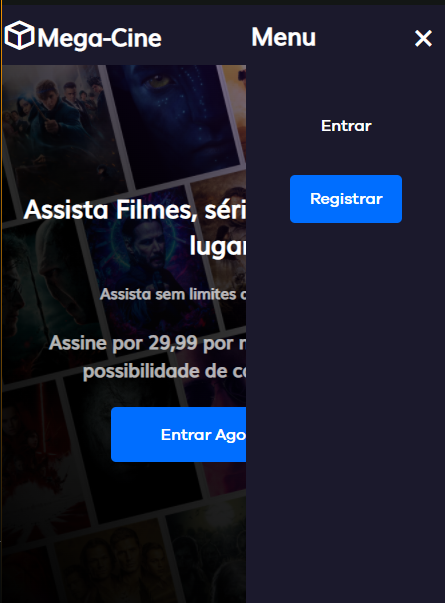 Mega-Cine
Menu
Entrar
Registrar
Assista Filmes, séri
lugar
Assista sem limites
Assine por 29,99 por
possibilidade de
Entrar Ago